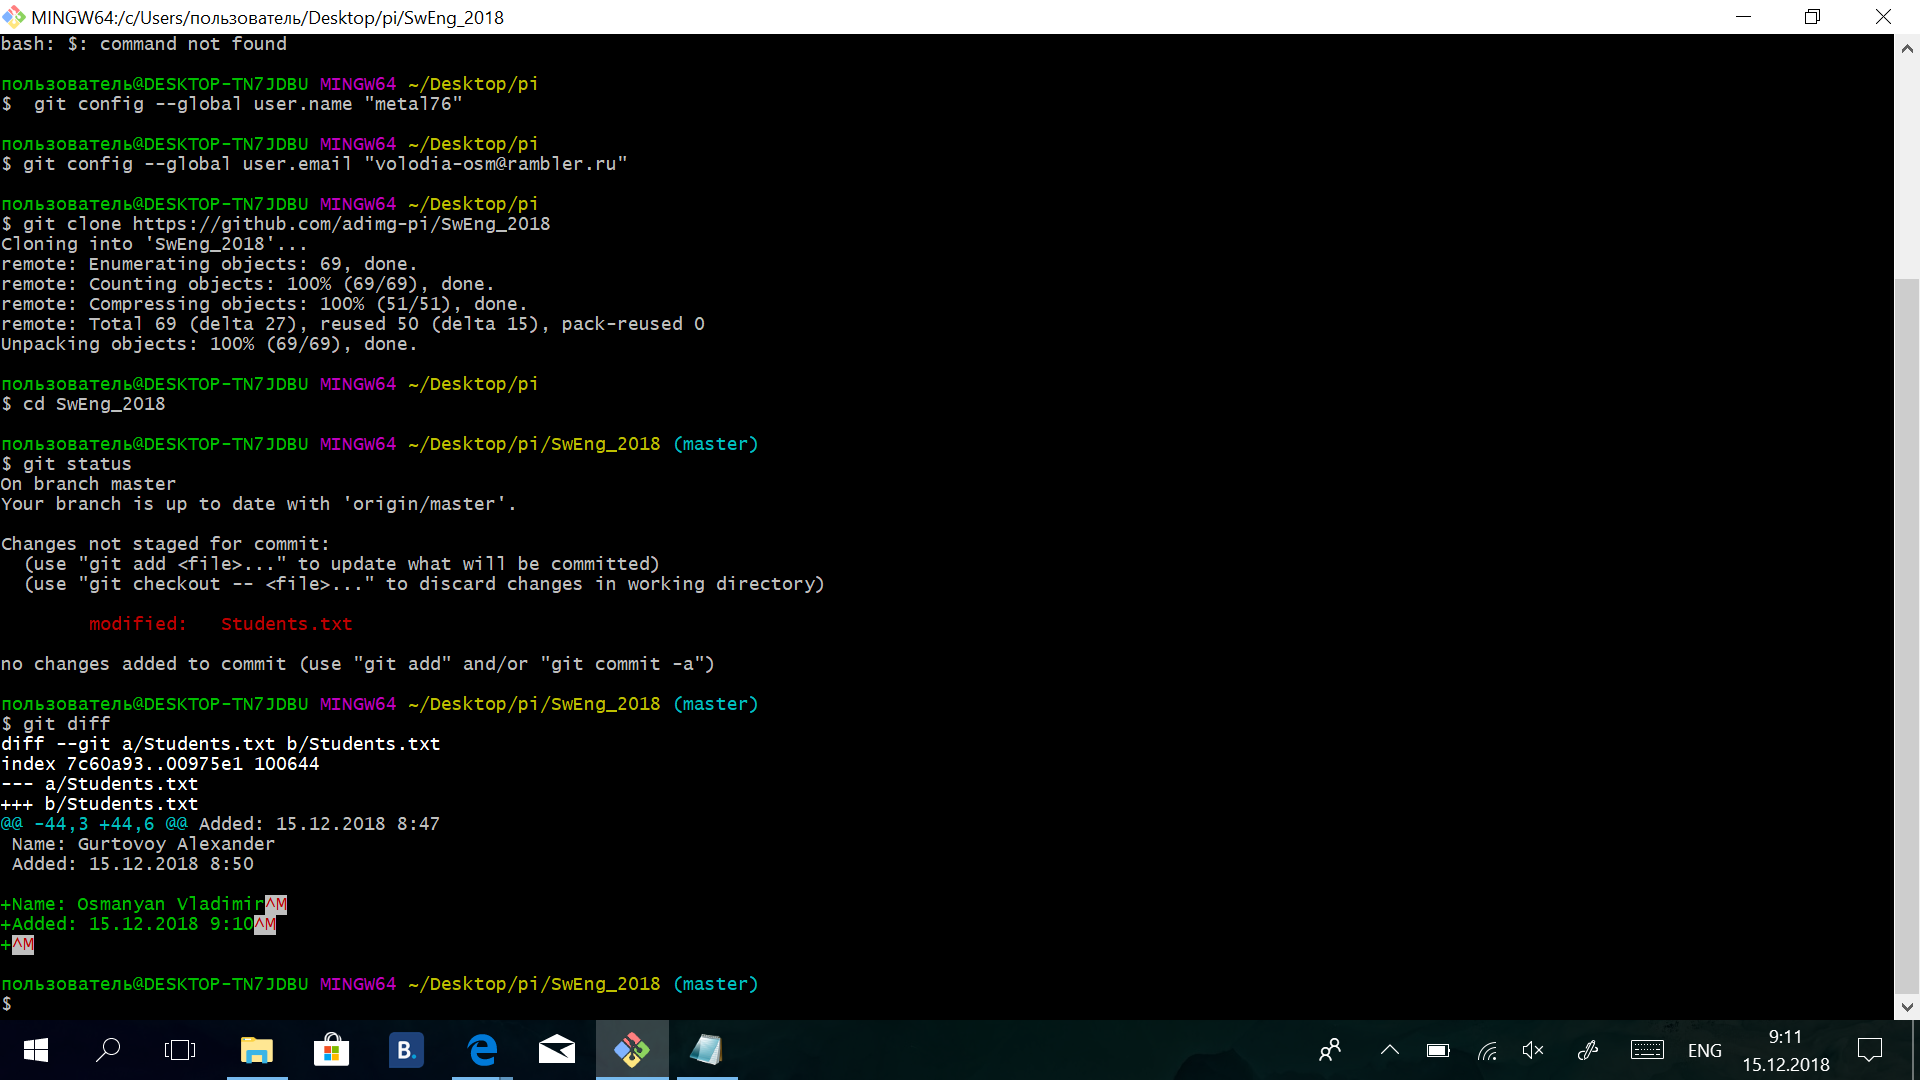 MINGW64:/c/Users/пользователь/Desktop/pi/SwEng_2018
bash: $: command not found
пользователь@DESKTOP-TN7JDBU MINGW64 ~/Desktop/pi
$  git config --global user.name "metal76"
пользователь@DESKTOP-TN7JDBU MINGW64 ~/Desktop/pi
$ git config --global user.email "volodia-osm@rambler.ru"
пользователь@DESKTOP-TN7JDBU MINGW64 ~/Desktop/pi
$ git clone https://github.com/adimg-pi/SwEng_2018
Cloning into 'SwEng_2018'...
remote: Enumerating objects: 69, done.
remote: Counting objects: 100% (69/69), done.
remote: Compressing objects: 100% (51/51), done.
remote: Total 69 (delta 27), reused 50 (delta 15), pack-reused 0
Unpacking objects: 100% (69/69), done.
пользователь@DESKTOP-TN7JDBU MINGW64 ~/Desktop/pi
$ cd SwEng_2018
пользователь@DESKTOP-TN7JDBU MINGW64 ~/Desktop/pi/SwEng_2018 (master)
$ git status
On branch master
Your branch is up to date with 'origin/master'.
Changes not staged for commit:
  (use "git add <file>..." to update what will be committed)
  (use "git checkout -- <file>..." to discard changes in working directory)
        modified:   Students.txt
no changes added to commit (use "git add" and/or "git commit -a")
пользователь@DESKTOP-TN7JDBU MINGW64 ~/Desktop/pi/SwEng_2018 (master)
$ git diff
diff --git a/Students.txt b/Students.txt
index 7c60a93..00975e1 100644
--- a/Students.txt
+++ b/Students.txt
@@ -44,3 +44,6 @@ Added: 15.12.2018 8:47
 Name: Gurtovoy Alexander
 Added: 15.12.2018 8:50
+Name: Osmanyan Vladimir^M
+Added: 15.12.2018 9:10^M
+^M
пользователь@DESKTOP-TN7JDBU MINGW64 ~/Desktop/pi/SwEng_2018 (master)
$
B.
ENG
9:11
15.12.2018